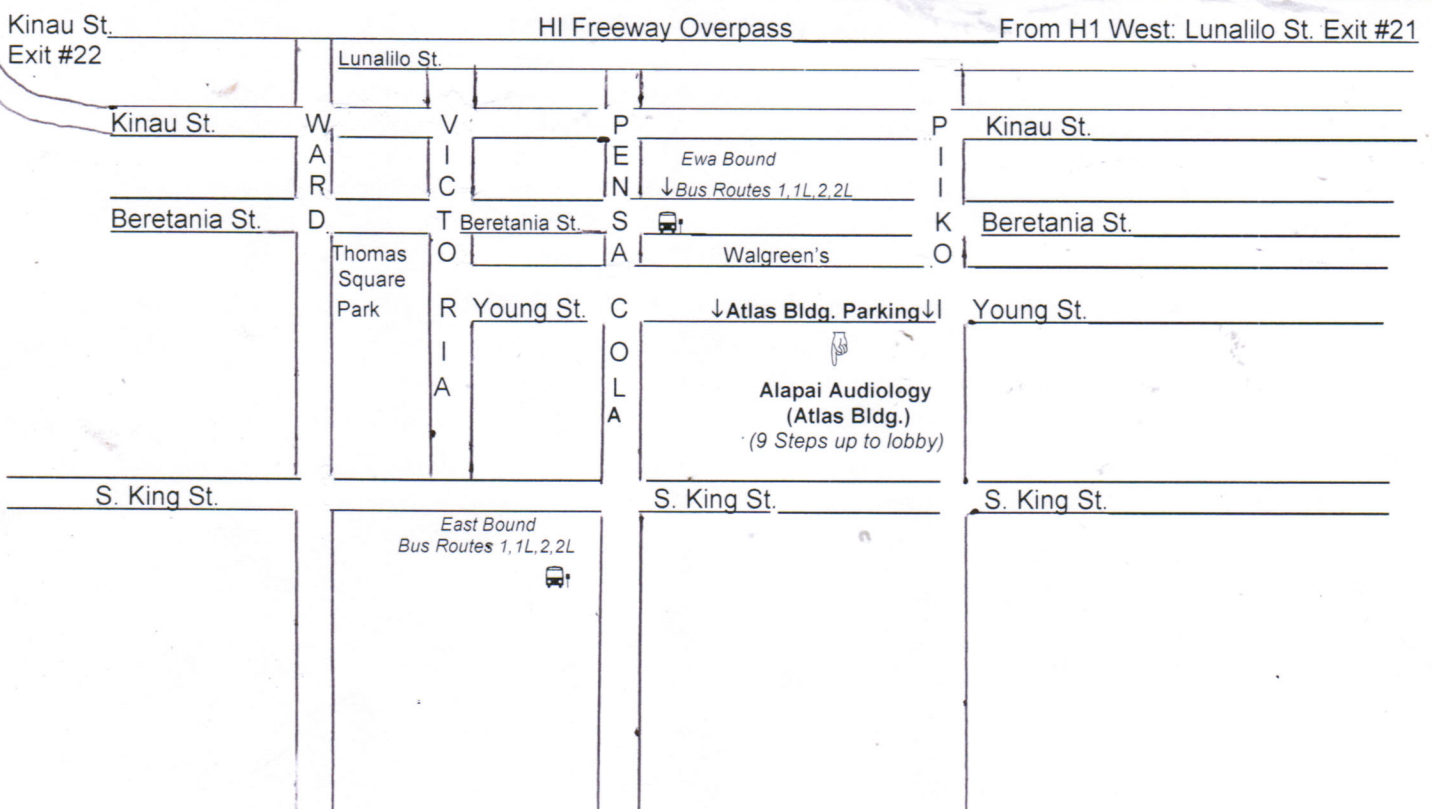 Kinau St. HI Freeway Overpass From H1 West: Lunalilo St. Exit #21
Exit #22
Lunalilo St.
Kinau St. Kinau St.
WARD
VICTORIA
PENSACOLA
PIIKOI
Ewa Bound
↓Bus Routes 1,1L,2,2L
Beretania St. Beretania St. Beretania St.
Thomas
Square
Park
Walgreen's
Young St. ↓Atlas Bldg. Parking↓ Young St.
Alapai Audiology
(Atlas Bldg.)
(9 Steps up to lobby)
S. King St. S. King St. S. King St.
East Bound
Bus Routes 1,1L,2,2L